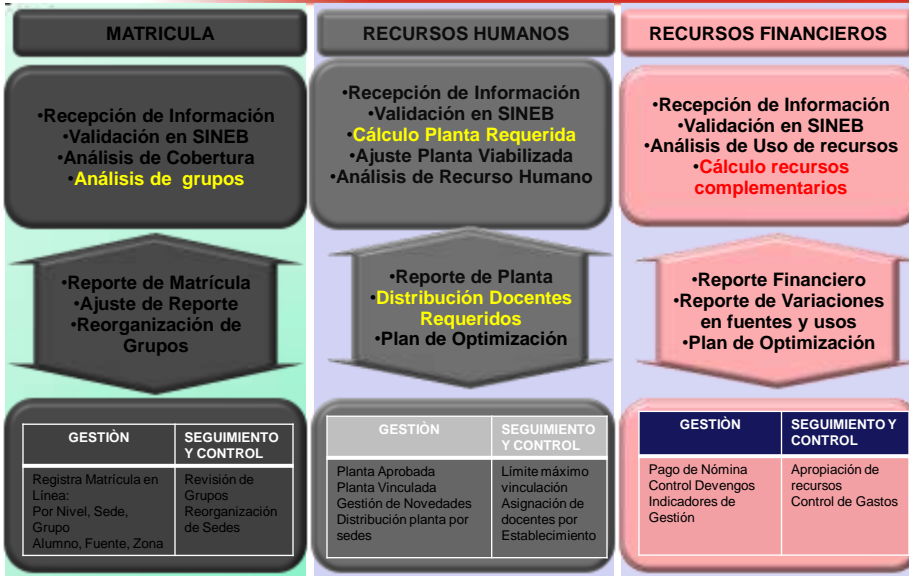 MATRICULA
•Recepción de Información
•Validación en SINEB
•Análisis de Cobertura
•Análisis de grupos
•Reporte de Matrícula
•Ajuste de Reporte
•Reorganización de
Grupos
GESTIÒN
SEGUIMIENTO
Y CONTROL
Registra Matrícula en
Línea:
Por Nivel, Sede,
Grupo
Alumno, Fuente, Zona
Revisión de
Grupos
Reorganización
de Sedes
RECURSOS HUMANOS
•Recepción de Información
•Validación en SINEB
•Cálculo Planta Requerida
•Ajuste Planta Viabilizada
•Análisis de Recurso Humano
•Reporte de Planta
•Distribución Docentes
Requeridos
•Plan de Optimización
GESTIÒN
SEGUIMIENTO
Y CONTROL
Planta Aprobada
Planta Vinculada
Gestión de Novedades
Distribución planta por
sedes
Límite máximo
vinculación
Asignación de
docentes por
Establecimiento
RECURSOS FINANCIEROS
•Recepción de Información
•Validación en SINEB
•Análisis de Uso de recursos
•Cálculo recursos
complementarios
•Reporte Financiero
•Reporte de Variaciones
en fuentes y usos
•Plan de Optimización
GESTIÒN
SEGUIMIENTO Y
CONTROL
Pago de Nómina
Control Devengos
Indicadores de
Gestión
Apropiación de
recursos
Control de Gastos